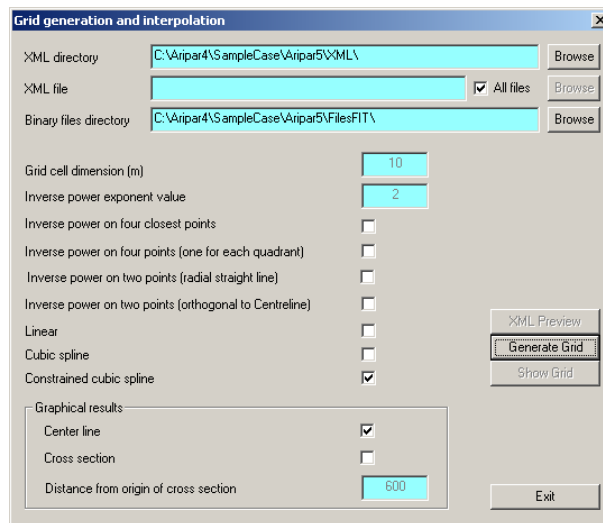 Grid generation and interpolation
XML directory C:\Aripar4\SampleCase\Aripar5\XML\ Browse
XML file All files Browse
Binary files directory C:\Aripar4\SampleCase\Aripar5\FilesFIT\ Browse
Grid cell dimension (m) 10
Inverse power exponent value 2
Inverse power on four closest points
Inverse power on four points (one for each quadrant)
Inverse power on two points (radial straight line)
Inverse power on two points (orthogonal to Centreline)
XML Preview
Linear
Generate Grid
Cubic spline
Show Grid
Constrained cubic spline
Graphical results
Center line
Cross section
Distance from origin of cross section 600
Exit